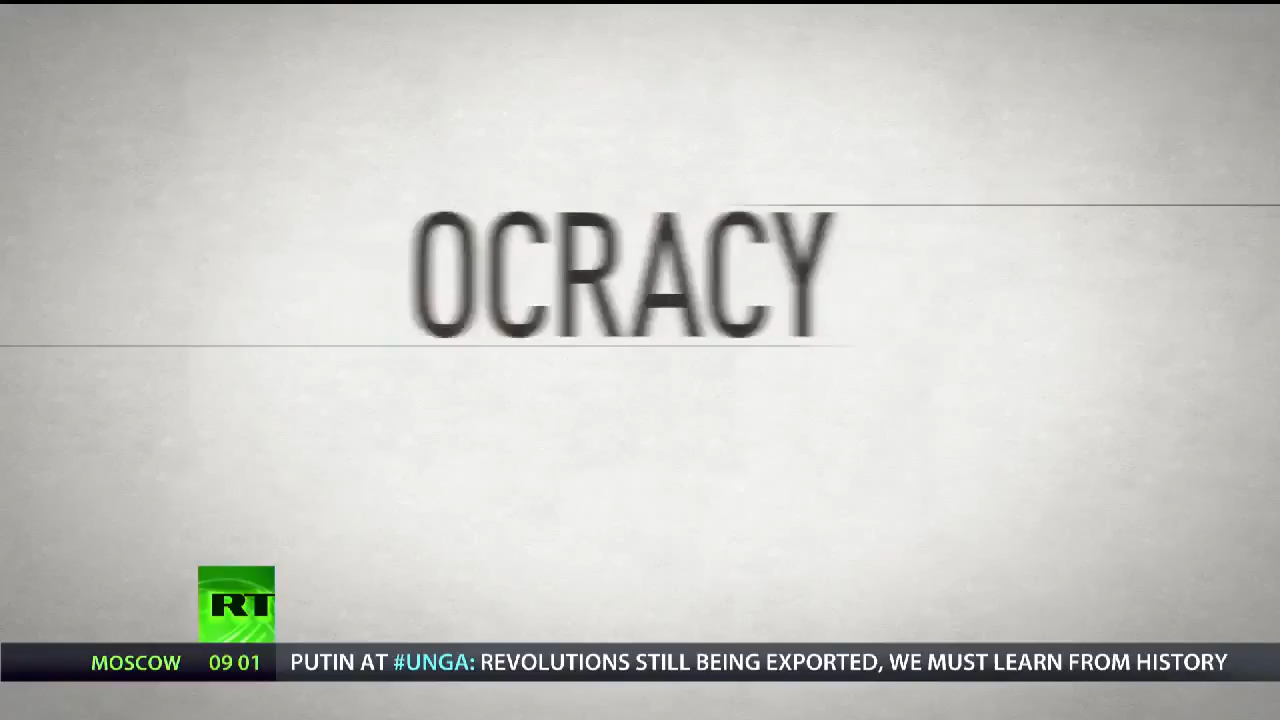 OCRACY
RT
MOSCOW 09 01 PUTIN AT #UNGA: REVOLUTIONS STILL BEING EXPORTED, WE MUST LEARN FROM HISTORY